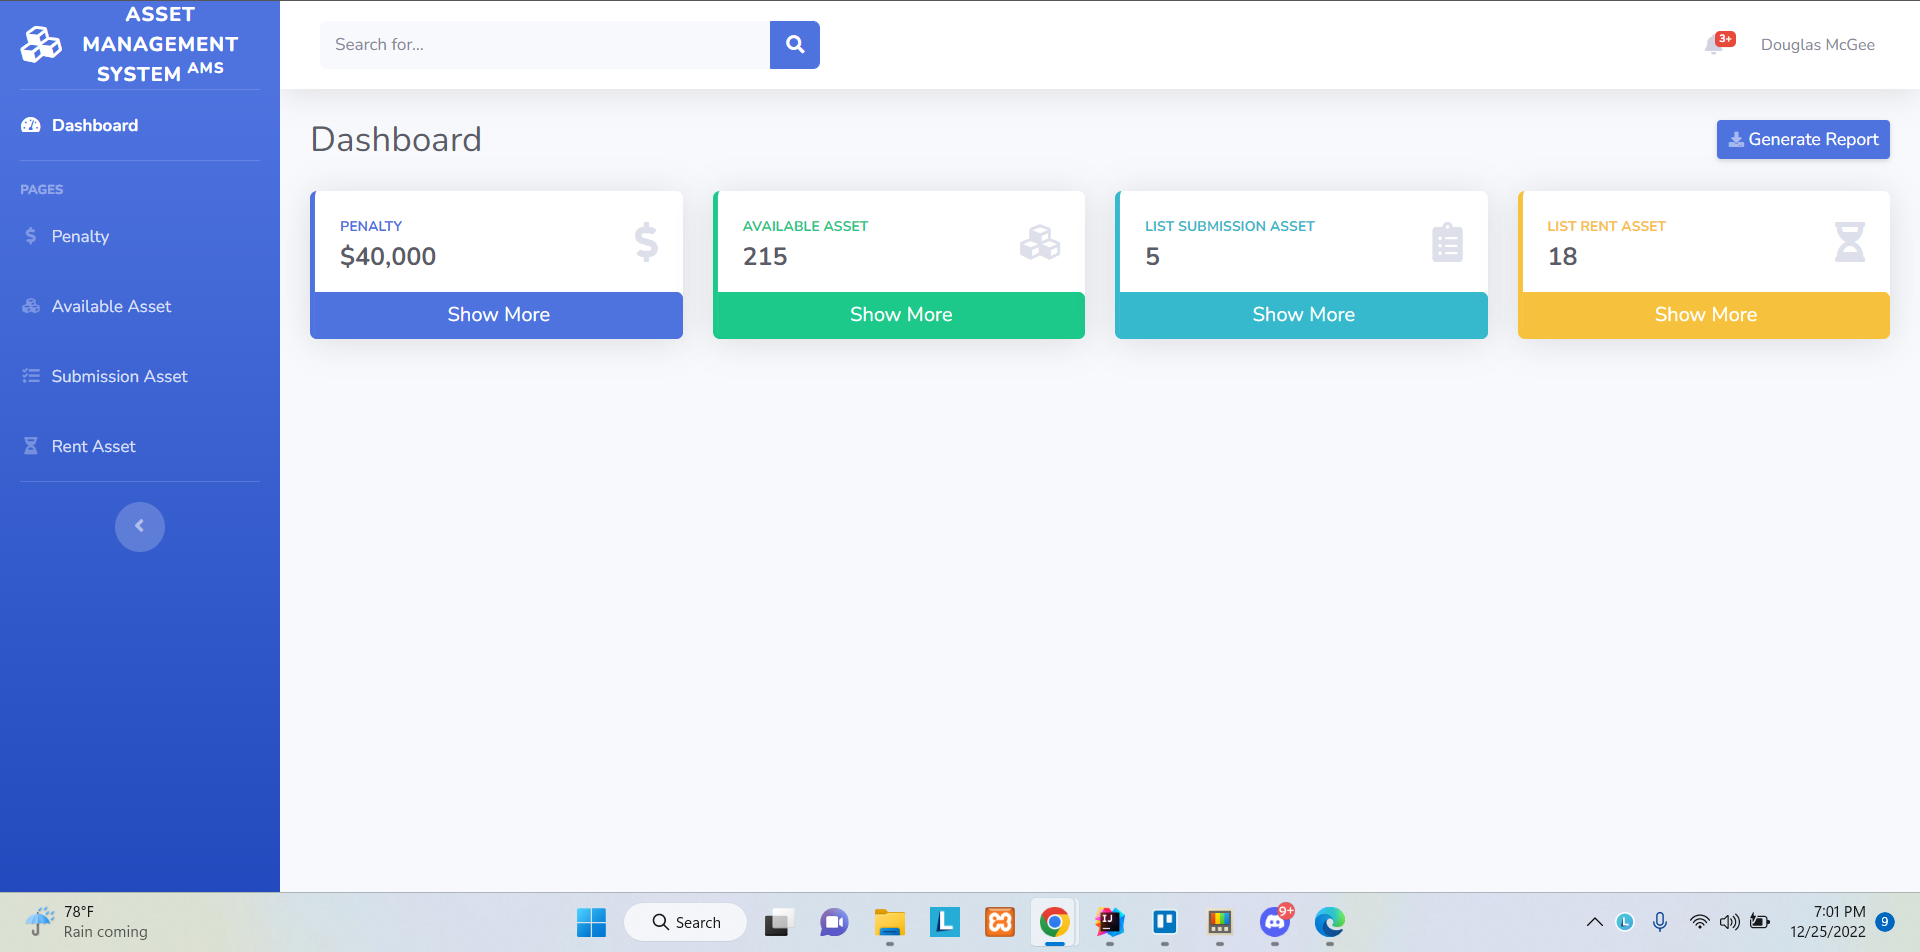 ASSET
MANAGEMENT
SYSTEM AMS
Dashboard
PAGES
Penalty
Available Asset
Submission Asset
Rent Asset
Search for...
3+
Douglas McGee
Dashboard
Generate Report
PENALTY
$40,000
Show More
AVAILABLE ASSET
215
Show More
LIST SUBMISSION ASSET
5
Show More
LIST RENT ASSET
18
Show More
78°F
Rain coming
Search
L
IJ
9+
L
7:01 PM
12/25/2022
9